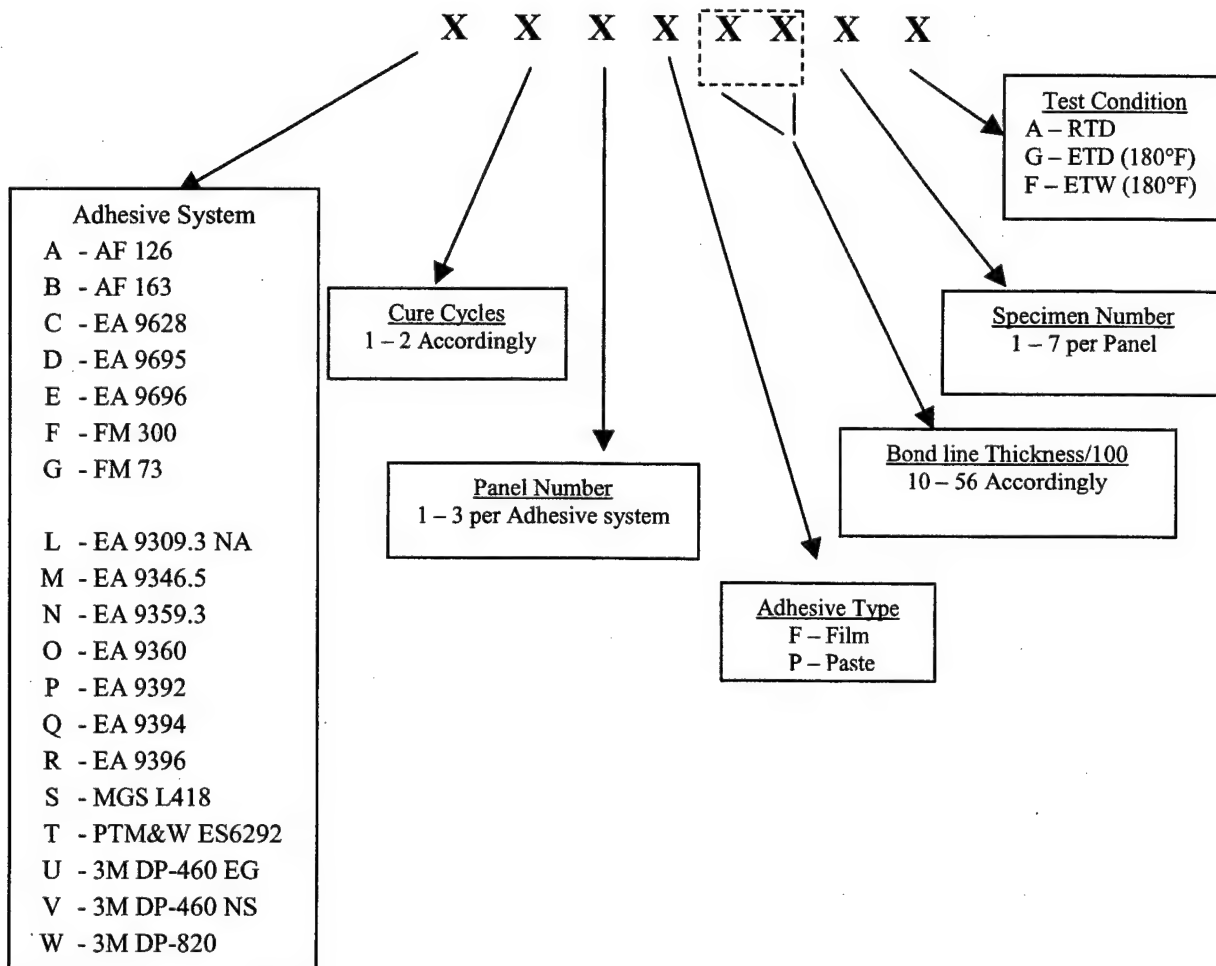 X X X X X X X X
Test Condition
A – RTD
G – ETD (180°F)
F – ETW (180°F)
Adhesive System
A - AF 126
B - AF 163
C - EA 9628
D - EA 9695
E - EA 9696
F - FM 300
G - FM 73
L - EA 9309.3 NA
M - EA 9346.5
N - EA 9359.3
O - EA 9360
P - EA 9392
Q - EA 9394
R - EA 9396
S - MGS L418
T - PTM&W ES6292
U - 3M DP-460 EG
V - 3M DP-460 NS
W - 3M DP-820
Cure Cycles
1 – 2 Accordingly
Specimen Number
1 – 7 per Panel
Panel Number
1 – 3 per Adhesive system
Bond line Thickness/100
10 – 56 Accordingly
Adhesive Type
F – Film
P – Paste